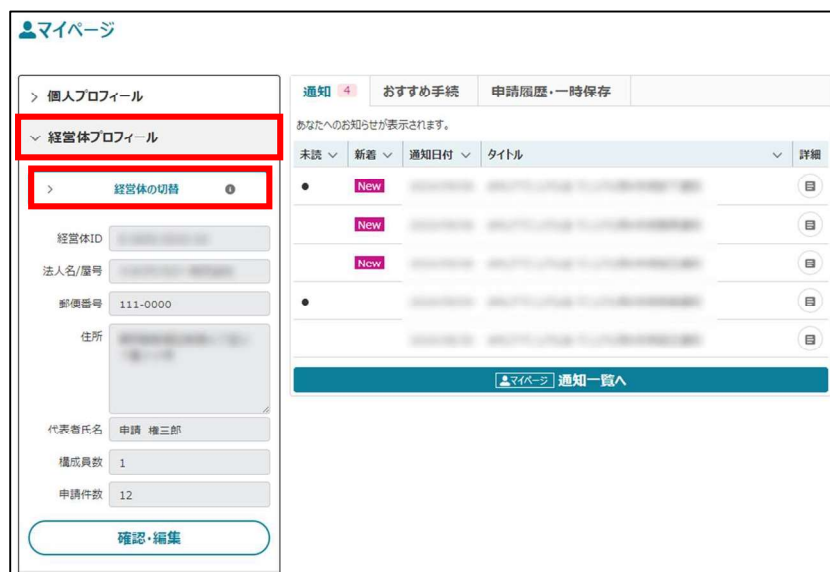 マイページ
個人プロフィール
経営体プロフィール
経営体の切替
経営体ID
法人名/屋号
郵便番号 111-0000
住所
代表者氏名 申請 権三郎
構成員数 1
申請件数 12
確認・編集
通知 4 おすすめ手続 申請履歴・一時保存
あなたへのお知らせが表示されます。
未読 新着 通知日付 タイトル 詳細
New
New
New
マイページ 通知一覧へ